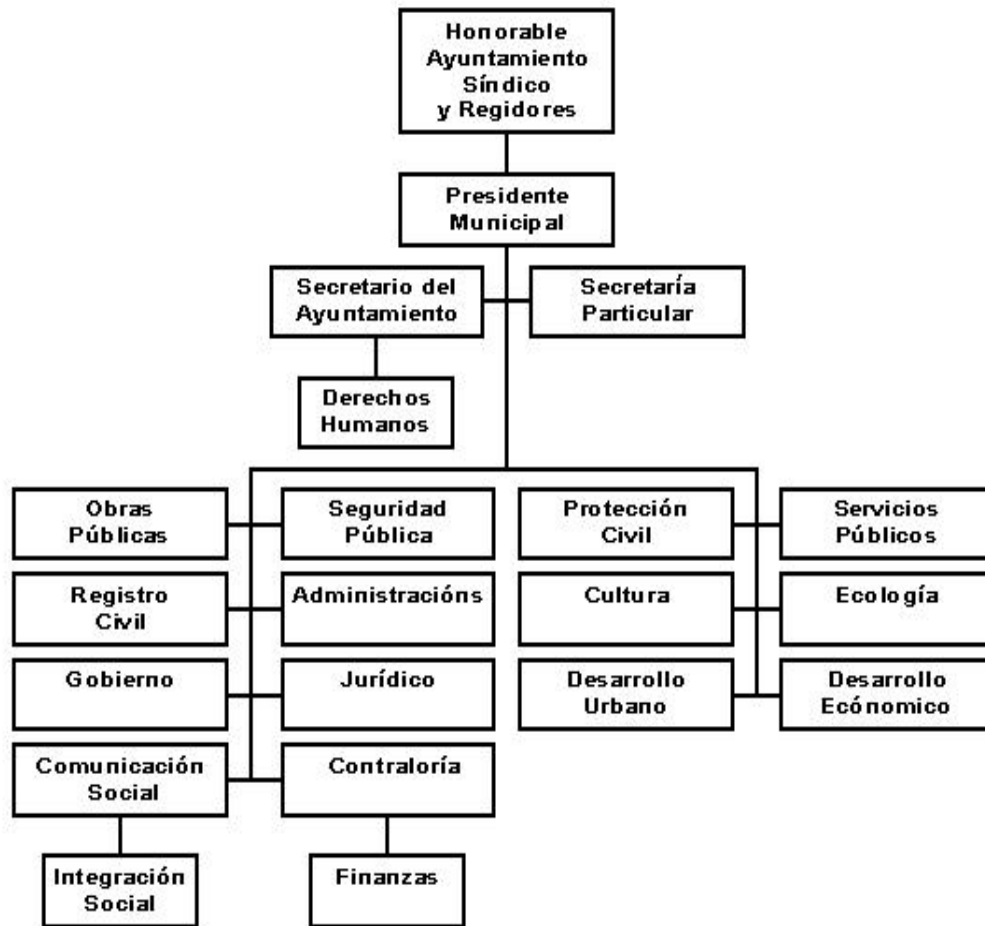 Honorable
Ayuntamiento
Síndico
y Regidores
Presidente
Municipal
Secretario del
Ayuntamiento
Secretaría
Particular
Derechos
Humanos
Obras
Públicas
Seguridad
Pública
Protección
Civil
Servicios
Públicos
Registro
Civil
Administracións
Cultura
Ecología
Gobierno
Jurídico
Desarrollo
Urbano
Desarrollo
Ecónomico
Comunicación
Social
Contraloría
Integración
Social
Finanzas